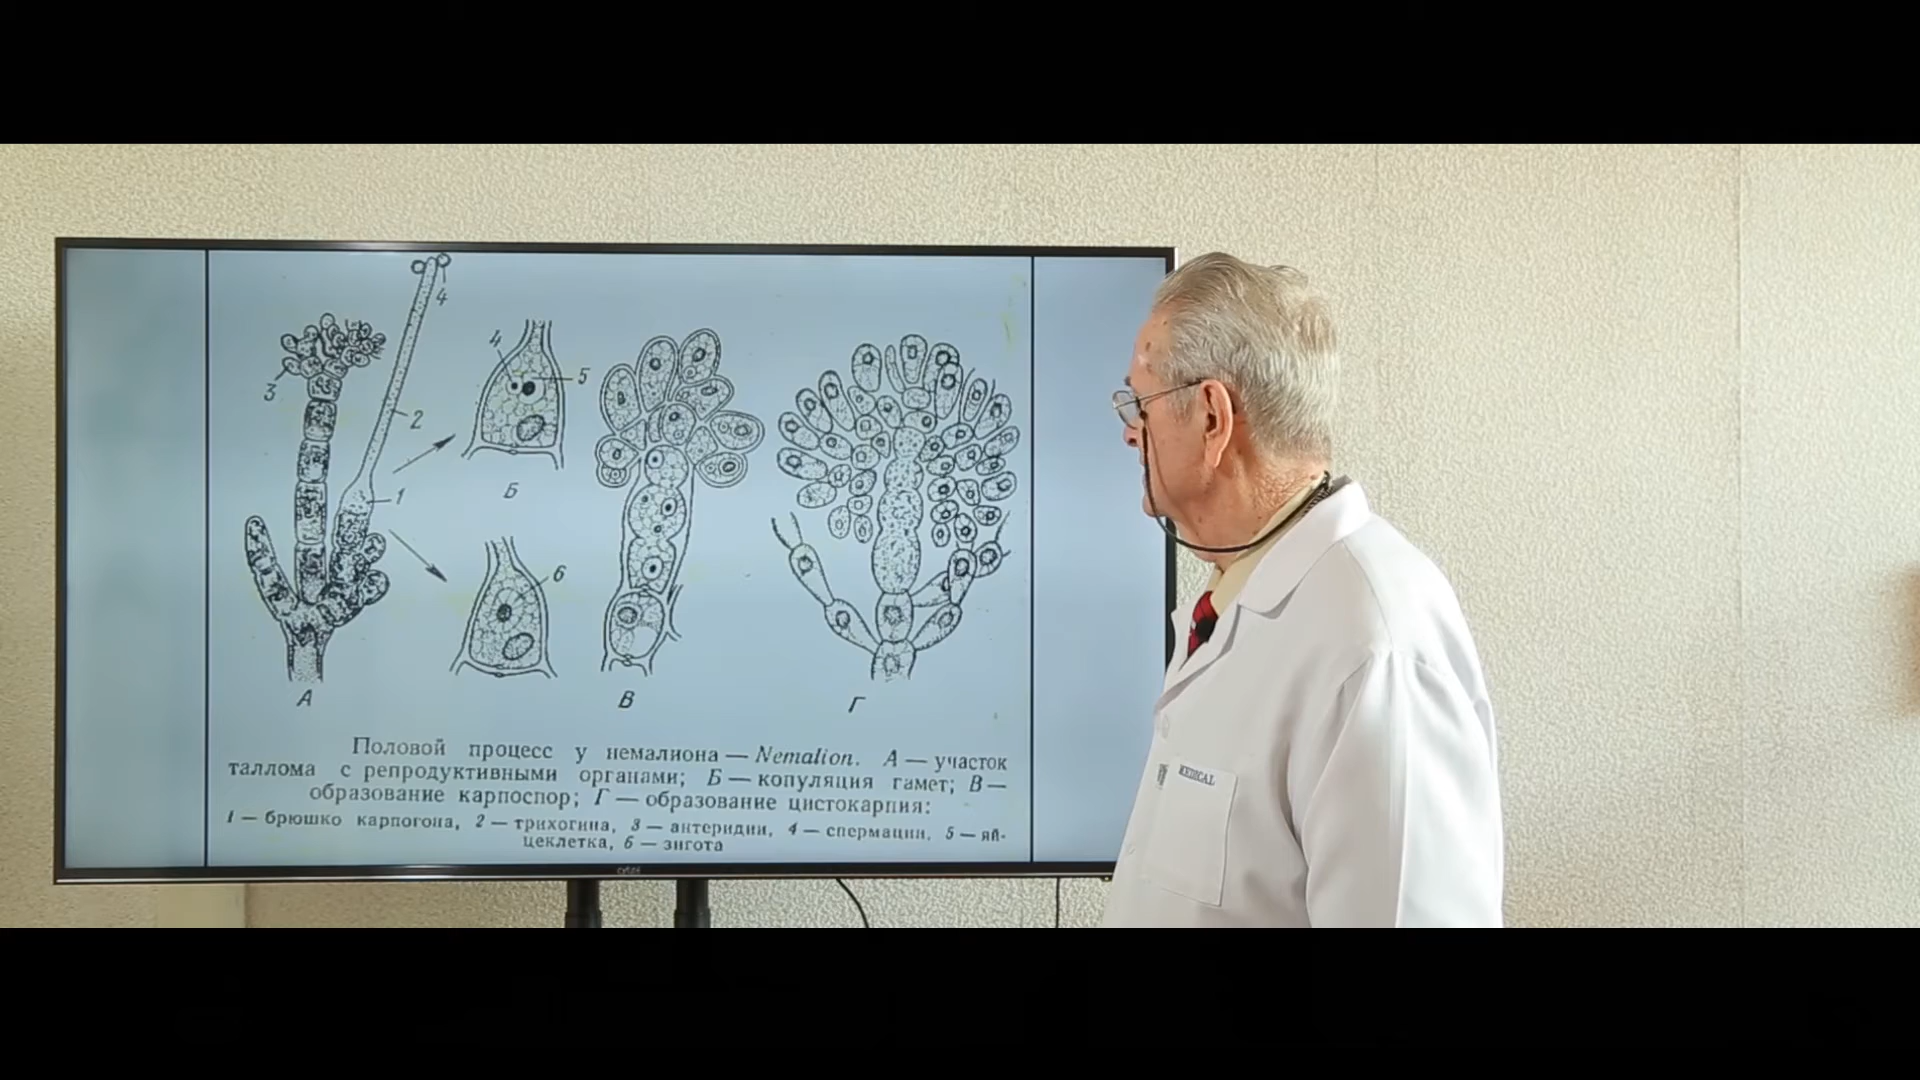 4
3
4
5
2
1
Б
6
А
В
Г
Половой процесс у немалиона — Nemalion. А — участок
таллома с репродуктивными органами; Б — копуляция гамет; В —
образование карпоспор; Г — образование цистокарпия:
1 — брюшко карпогона, 2 — трихогина, 3 — антеридии, 4 — спермации, 5 — яй-
цеклетка, 6 — зигота
MEDICAL